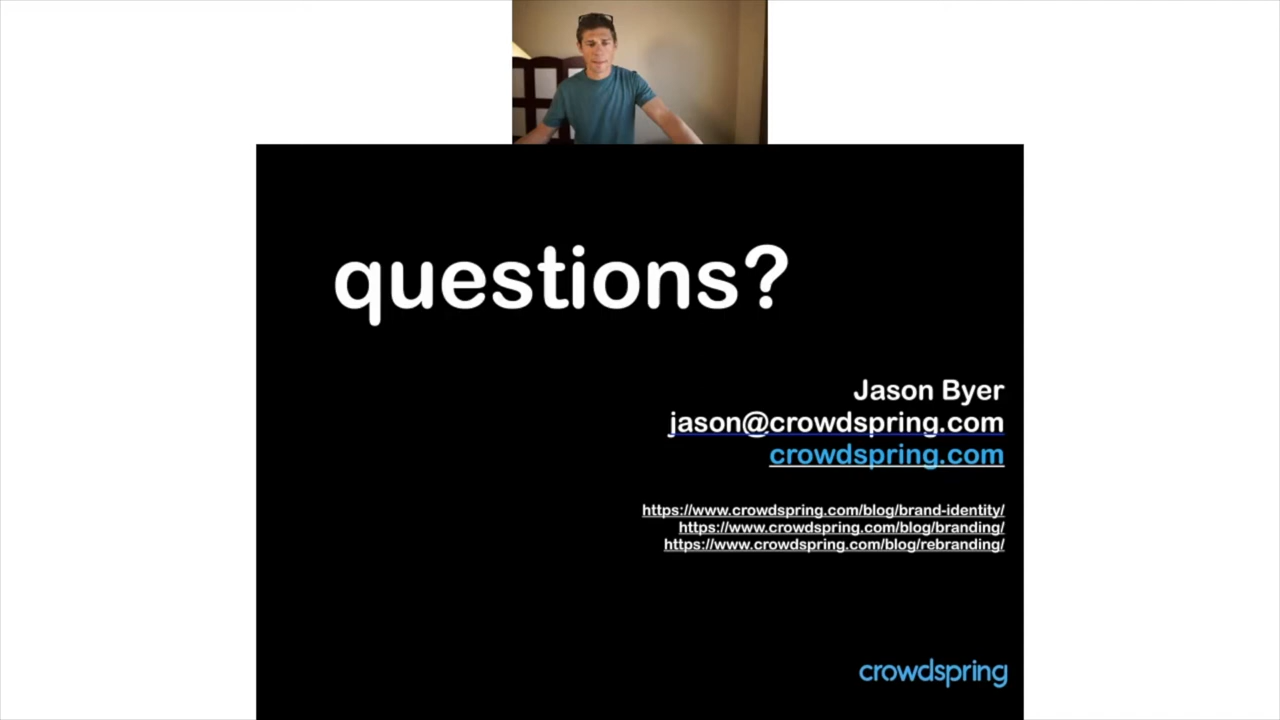 questions?
Jason Byer
jason@crowdspring.com
crowdspring.com
https://www.crowdspring.com/blog/brand-identity/
https://www.crowdspring.com/blog/branding/
https://www.crowdspring.com/blog/rebranding/
crowdspring